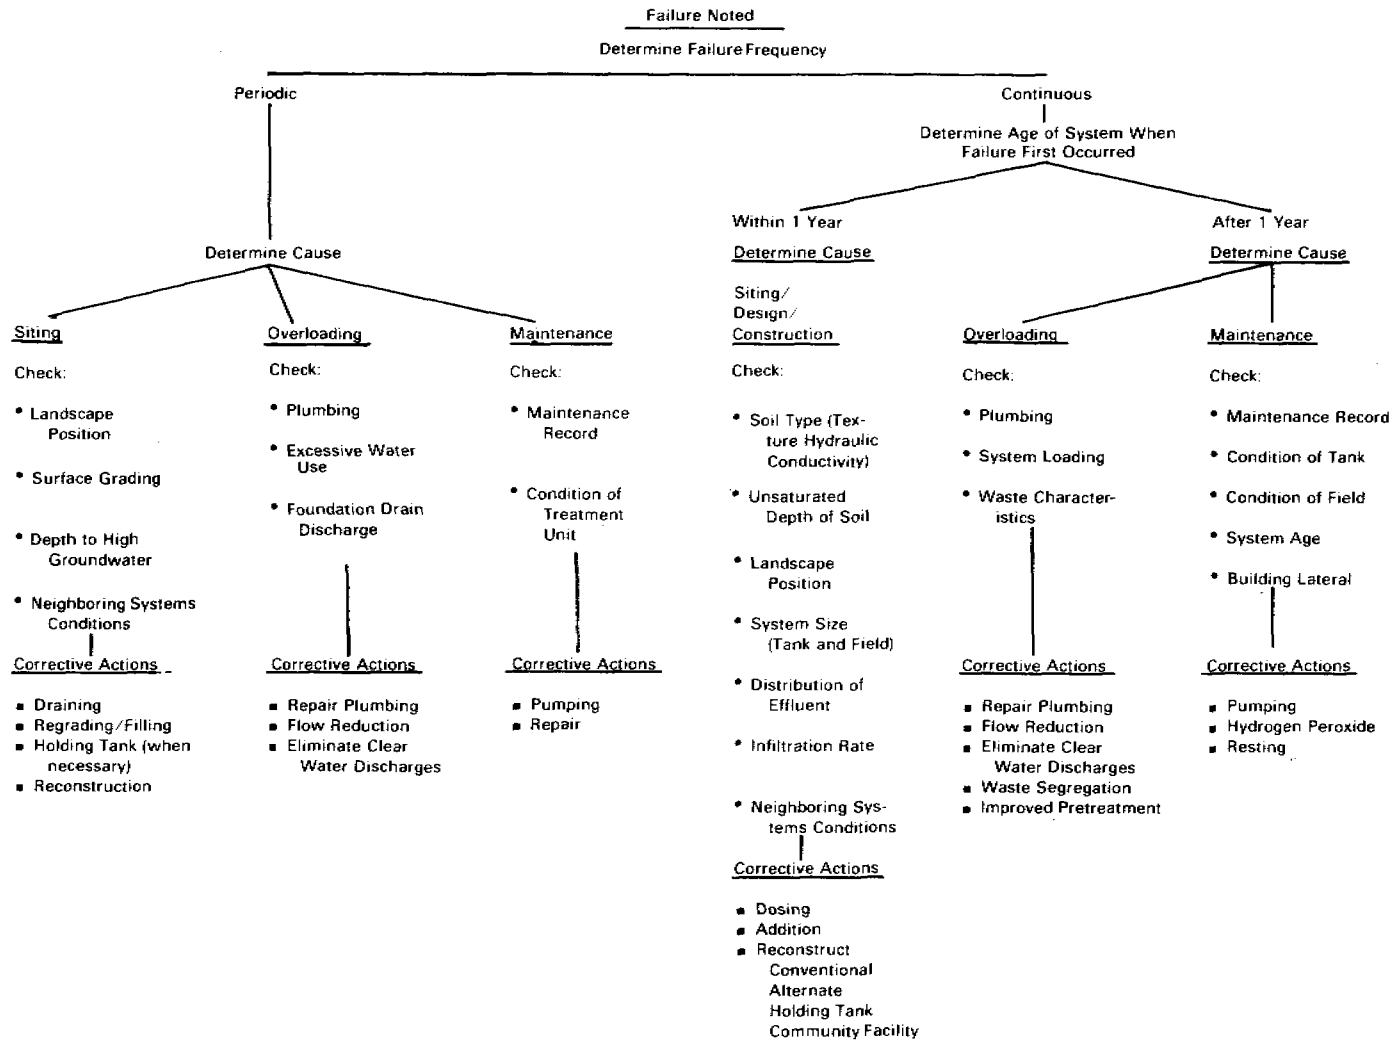 Failure Noted
Determine Failure Frequency
Periodic
Determine Cause
Siting
Check:
• Landscape
Position
• Surface Grading
• Depth to High
Groundwater
• Neighboring Systems
Conditions
Corrective Actions
■ Draining
■ Regrading/Filling
■ Holding Tank (when
necessary)
■ Reconstruction
Overloading
Check:
• Plumbing
• Excessive Water
Use
• Foundation Drain
Discharge
Corrective Actions
■ Repair Plumbing
■ Flow Reduction
■ Eliminate Clear
Water Discharges
Maintenance
Check:
• Maintenance
Record
• Condition of
Treatment
Unit
Corrective Actions
■ Pumping
■ Repair
Continuous
Determine Age of System When
Failure First Occurred
Within 1 Year
Determine Cause
Siting/
Design/
Construction
Check:
• Soil Type (Tex-
ture Hydraulic
Conductivity)
• Unsaturated
Depth of Soil
• Landscape
Position
• System Size
(Tank and Field)
• Distribution of
Effluent
• Infiltration Rate
• Neighboring Sys-
tems Conditions
Corrective Actions
■ Dosing
■ Addition
■ Reconstruct
Conventional
Alternate
Holding Tank
Community Facility
After 1 Year
Determine Cause
Overloading
Check:
• Plumbing
• System Loading
• Waste Character-
istics
Corrective Actions
■ Repair Plumbing
■ Flow Reduction
■ Eliminate Clear
Water Discharges
■ Waste Segregation
■ Improved Pretreatment
Maintenance
Check:
• Maintenance Record
• Condition of Tank
• Condition of Field
• System Age
• Building Lateral
Corrective Actions
■ Pumping
■ Hydrogen Peroxide
■ Resting